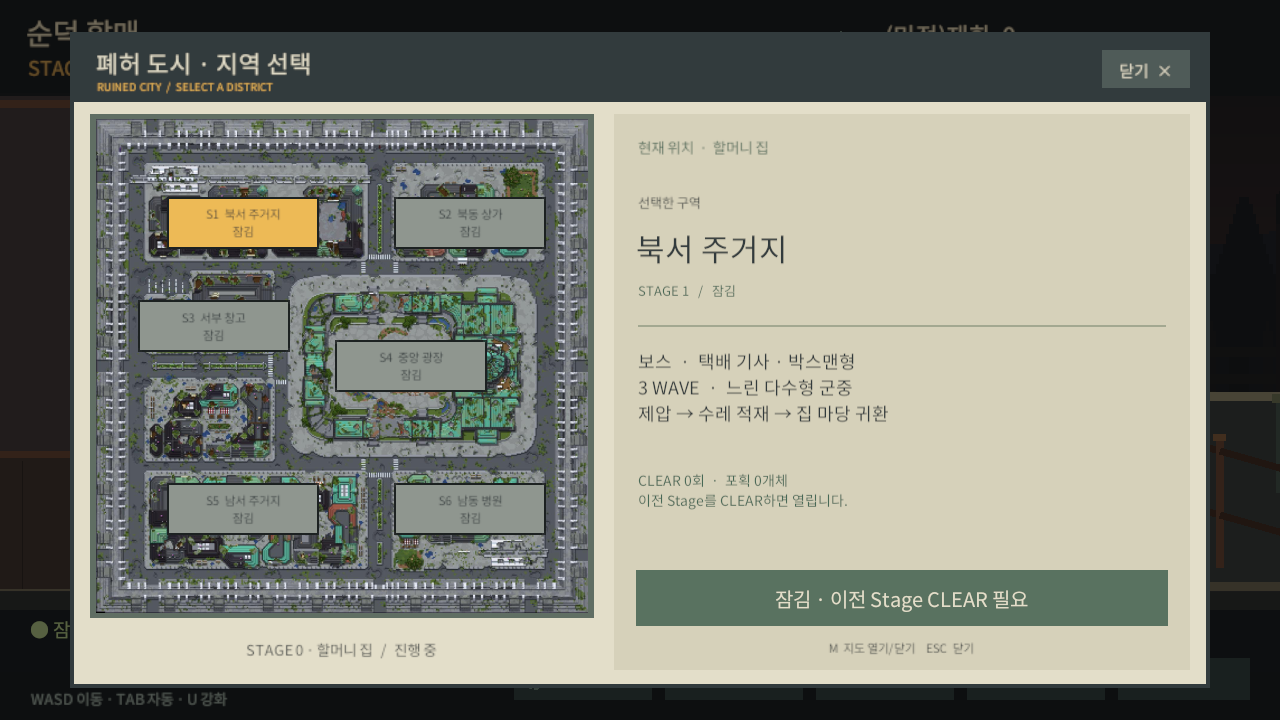 순덕 할매
폐허 도시 · 지역 선택
RUINED CITY / SELECT A DISTRICT
닫기 ×
S1 북서 주거지
잠김
S2 북동 상가
잠김
S3 서부 창고
잠김
S4 중앙 광장
잠김
S5 남서 주거지
잠김
S6 남동 병원
잠김
STAGE 0 · 할머니 집 / 진행 중
현재 위치 · 할머니 집
선택한 구역
북서 주거지
STAGE 1 / 잠김
보스 · 택배 기사 · 박스맨형
3 WAVE · 느린 다수형 군중
제압 → 수레 적재 → 집 마당 귀환
CLEAR 0회 · 포획 0개체
이전 Stage를 CLEAR하면 열립니다.
잠김 · 이전 Stage CLEAR 필요
M 지도 열기/닫기 ESC 닫기
WASD 이동 · TAB 자동 · U 강화